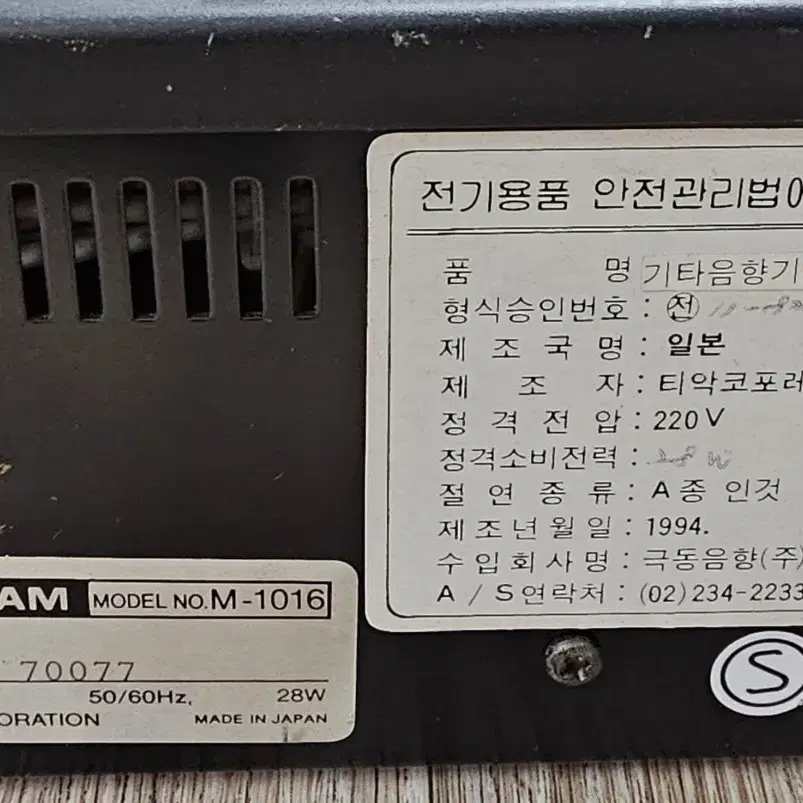 전기용품 안전관리법에
품 명 기타음향기
형식승인번호 : 전
제 조 국 명 : 일본
제 조 자 : 티악코포레
정 격 전 압 : 220V
정격소비전력 : 28W
절 연 종 류 : A종 인것
제조년월일 : 1994.
수입회사명 : 극동음향(주)
A / S연락처 : (02)234-2233
AM MODEL NO. M-1016
70077
50/60Hz, 28W
ORATION MADE IN JAPAN
S